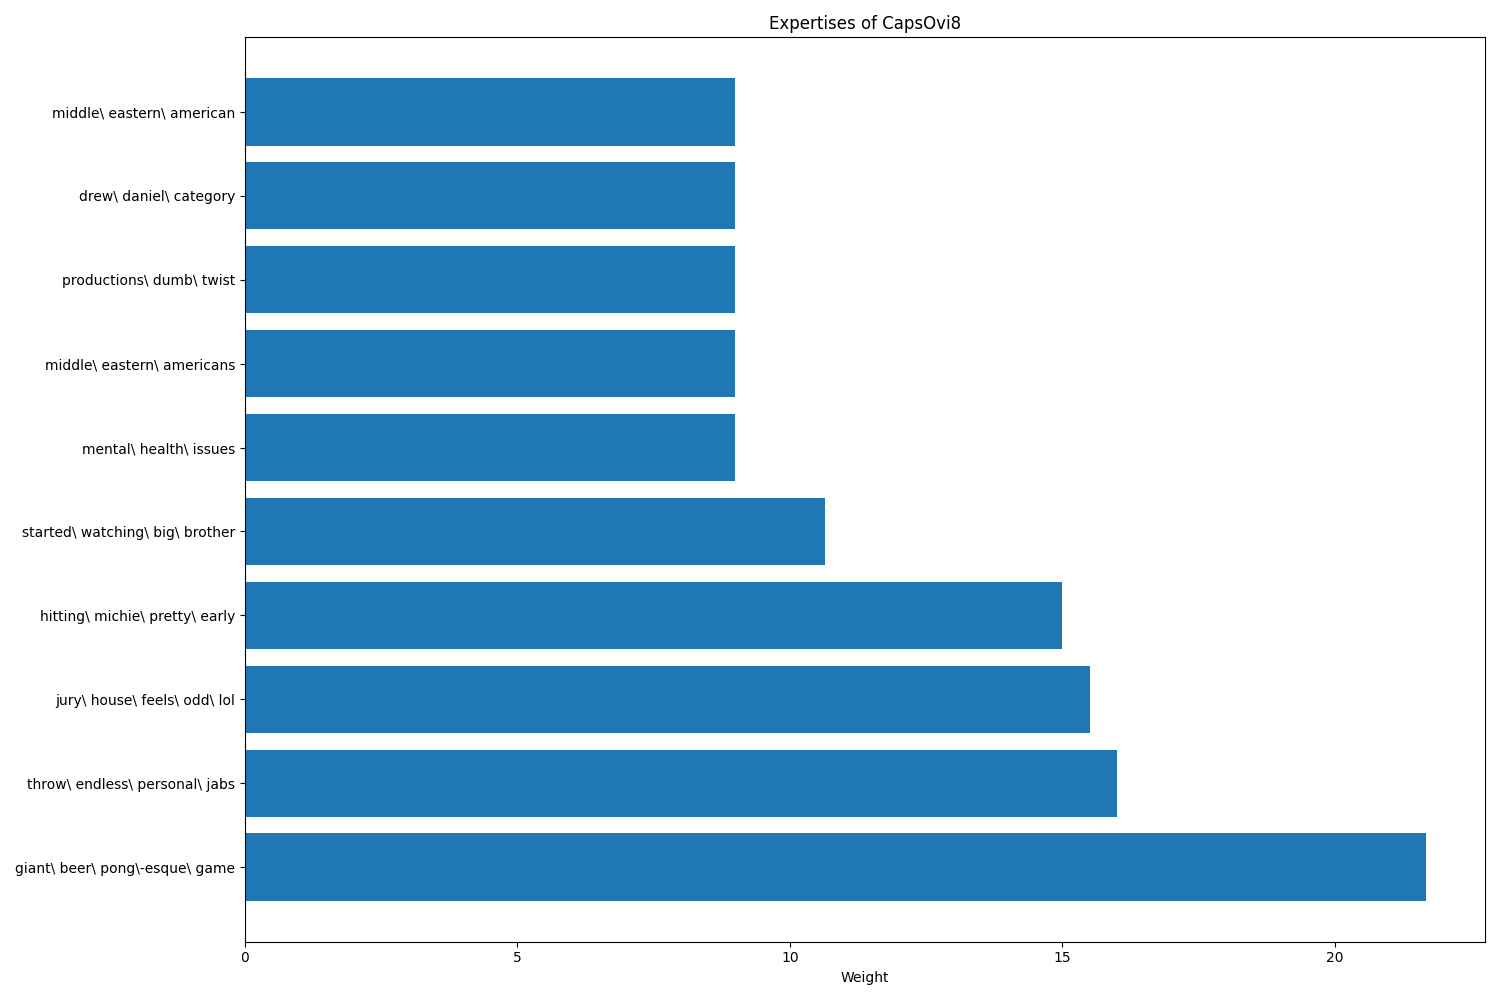 Expertises of CapsOvi8
middle\ eastern\ american
drew\ daniel\ category
productions\ dumb\ twist
middle\ eastern\ americans
mental\ health\ issues
started\ watching\ big\ brother
hitting\ michie\ pretty\ early
jury\ house\ feels\ odd\ lol
throw\ endless\ personal\ jabs
giant\ beer\ pong\-esque\ game
0 5 10 15 20
Weight